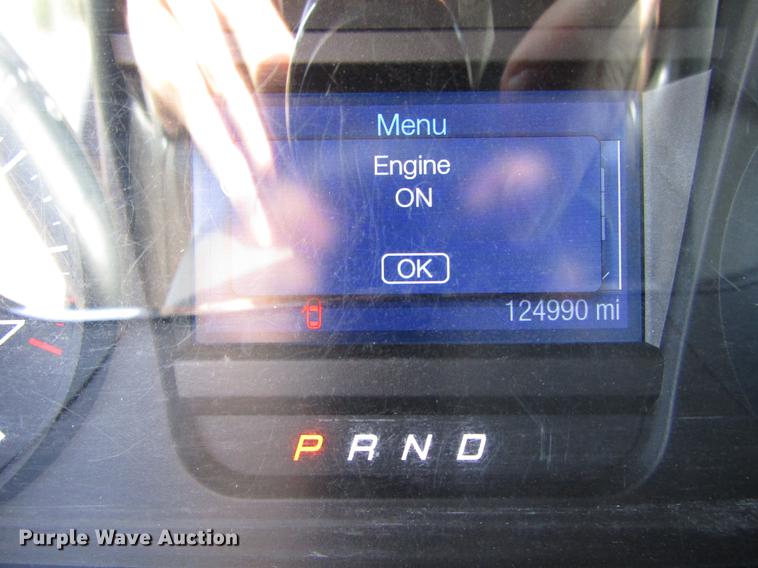 Menu
Engine
ON
OK
124990 mi
P R N D
Purple Wave Auction